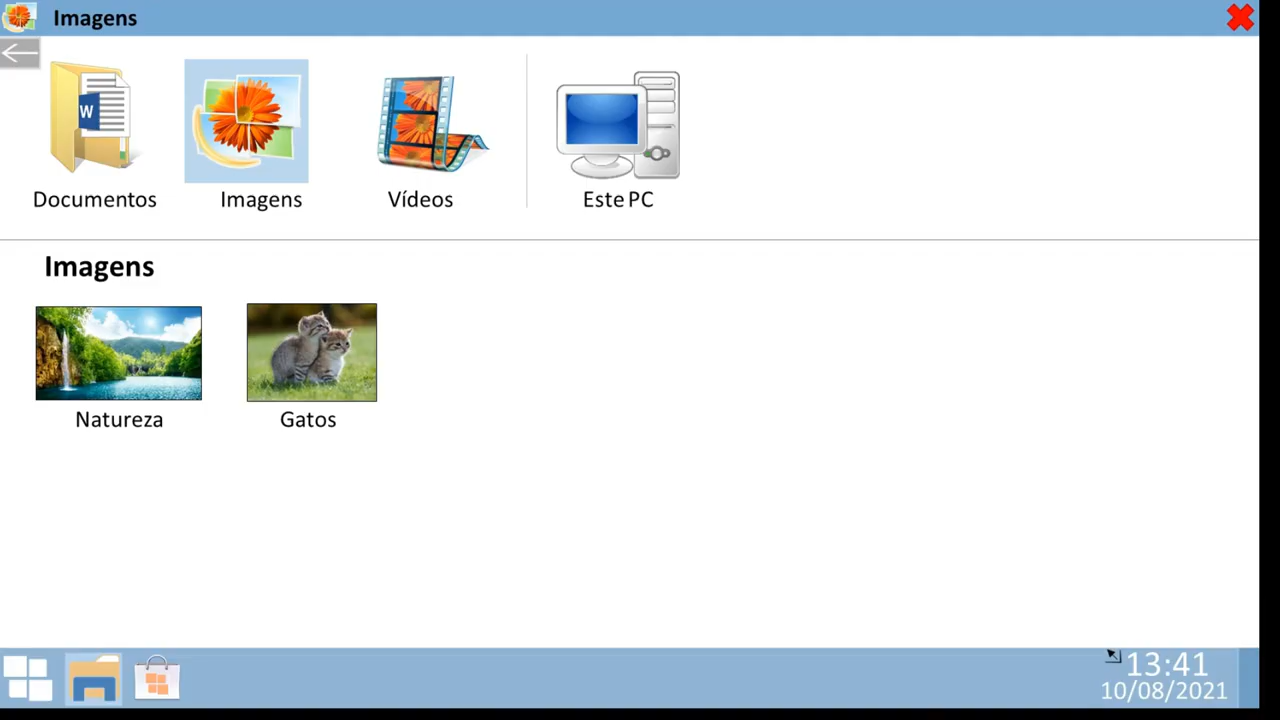 Imagens
W
Documentos
Imagens
Vídeos
Este PC
Imagens
Natureza
Gatos
13:41
10/08/2021